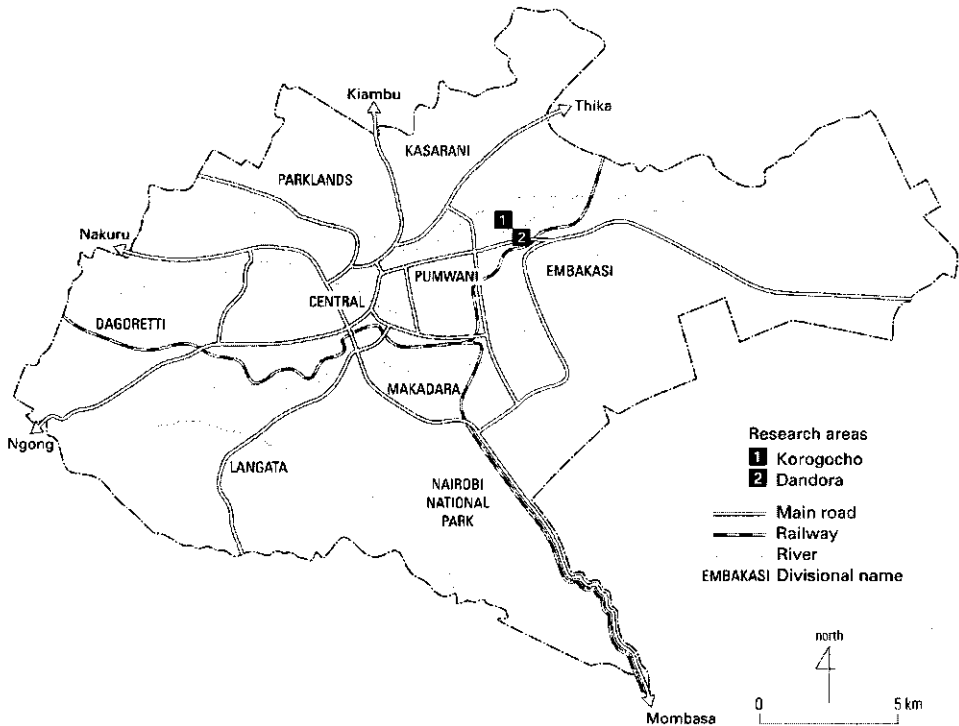 Kiambu
Thika
KASARANI
PARKLANDS
Nakuru
1
2
PUMWANI
EMBAKASI
CENTRAL
DAGORETTI
MAKADARA
Ngong
LANGATA
NAIROBI
NATIONAL
PARK
Research areas
1 Korogocho
2 Dandora
Main road
Railway
River
EMBAKASI Divisional name
north
0 5 km
Mombasa